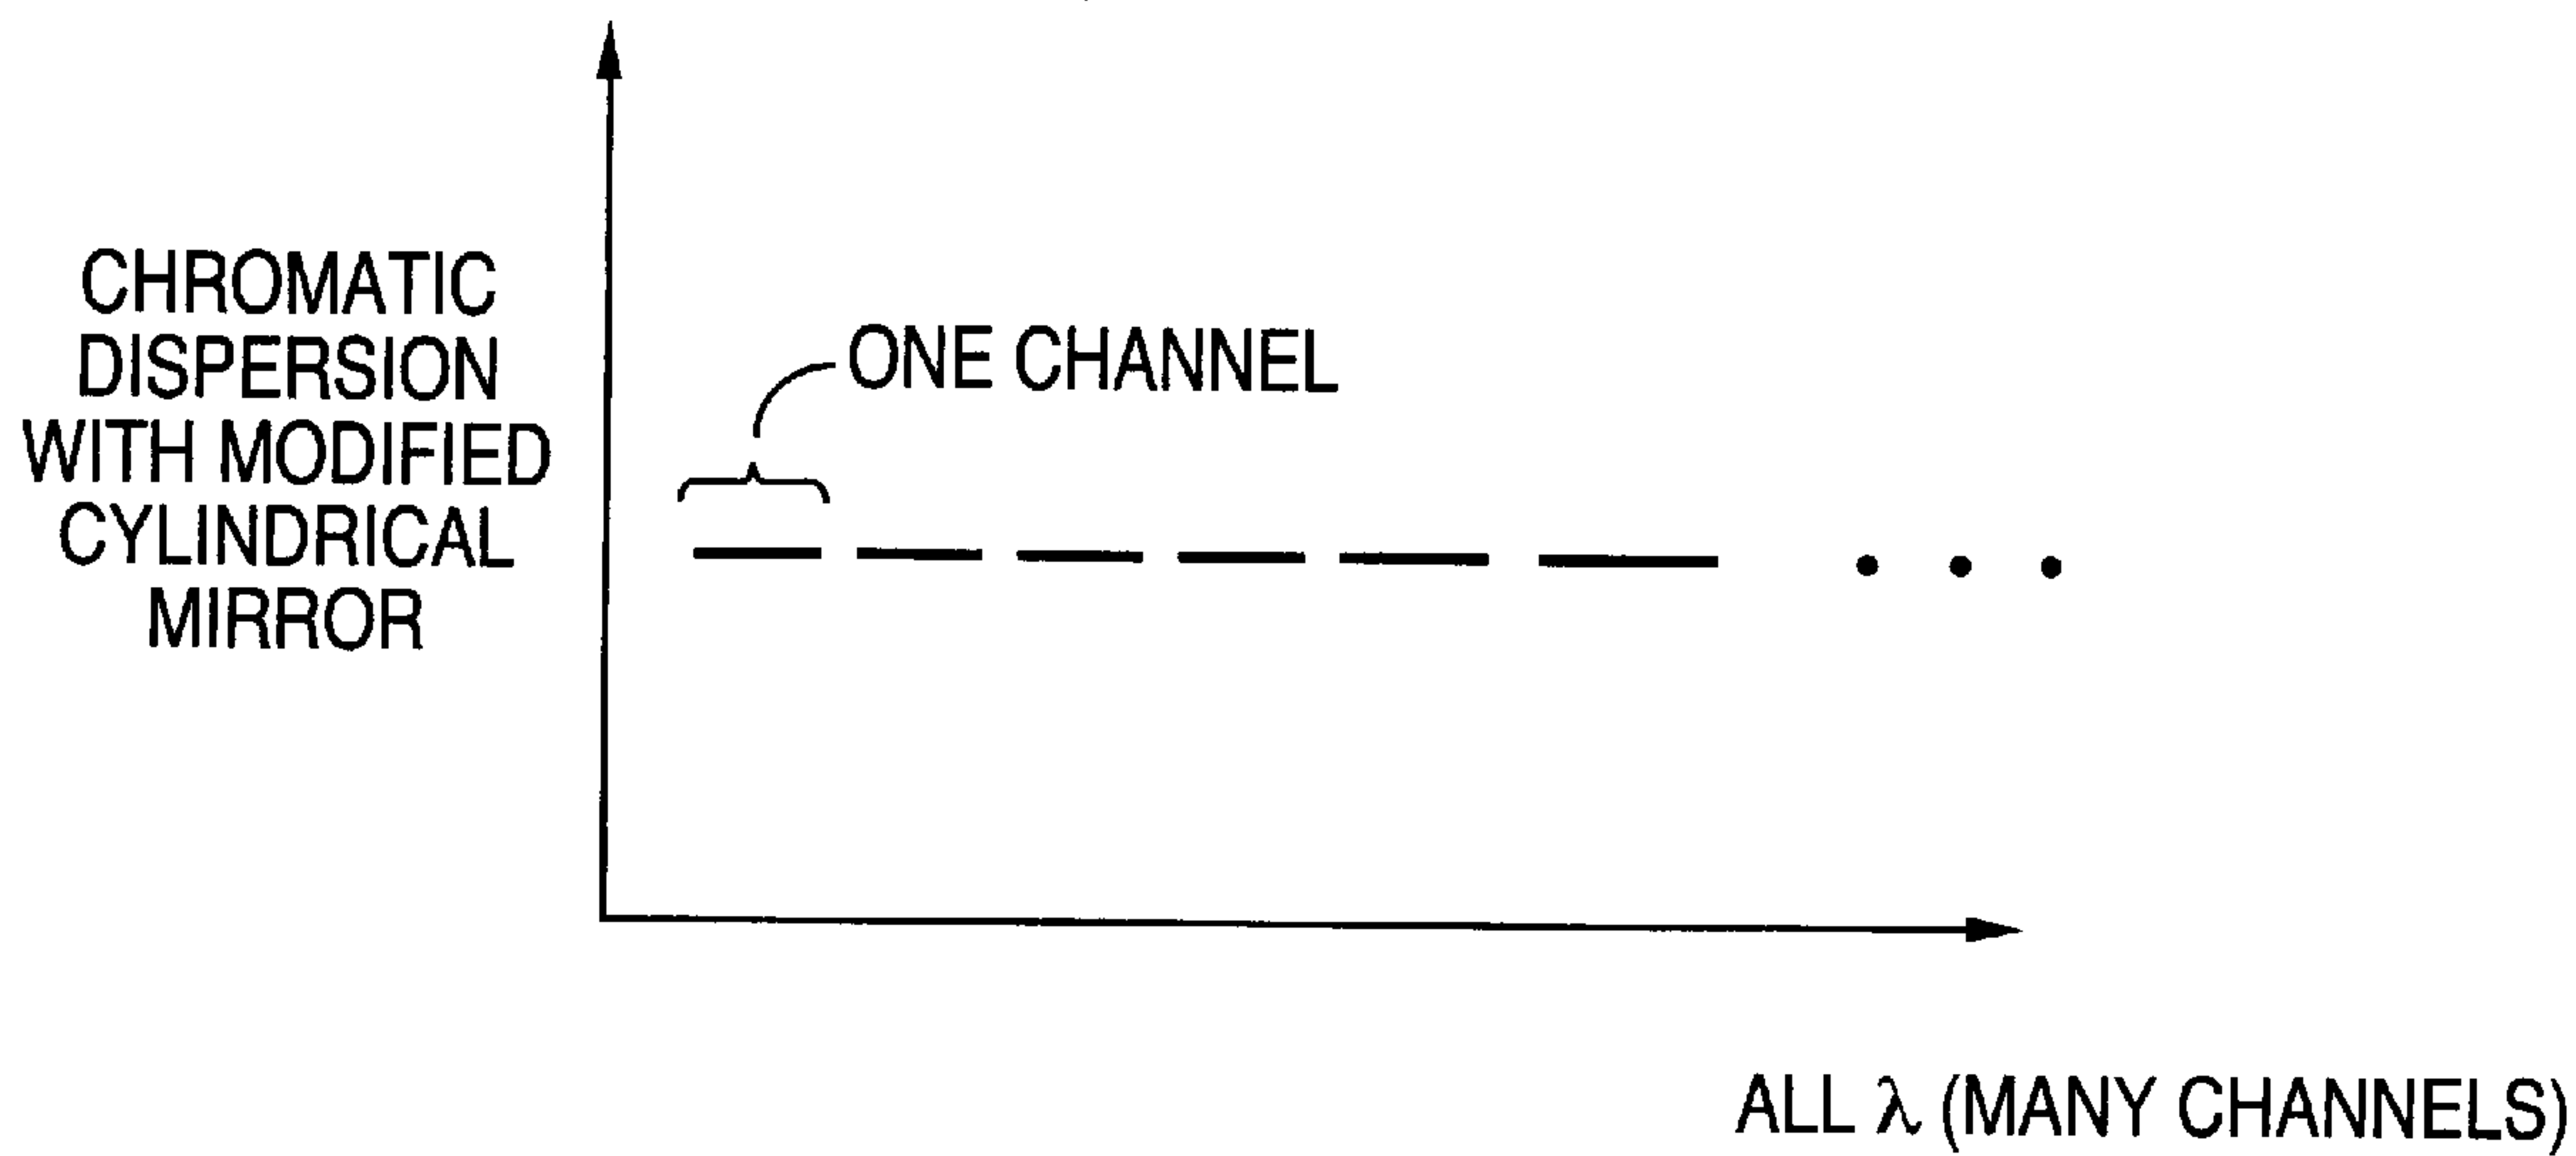 CHROMATIC
DISPERSION
WITH MODIFIED
CYLINDRICAL
MIRROR
ONE CHANNEL
ALL λ (MANY CHANNELS)